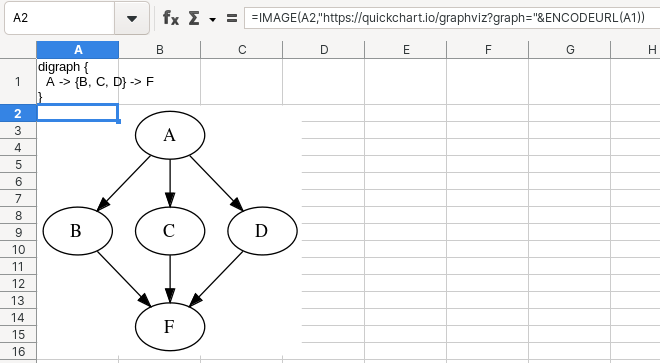 A2 fx Σ = =IMAGE(A2,"https://quickchart.io/graphviz?graph="&ENCODEURL(A1))
A B C D E F G H
1 digraph {
A -> {B, C, D} -> F
}
2
3 A
4
5
6
7
8
9 B C D
10
11
12
13
14
15 F
16